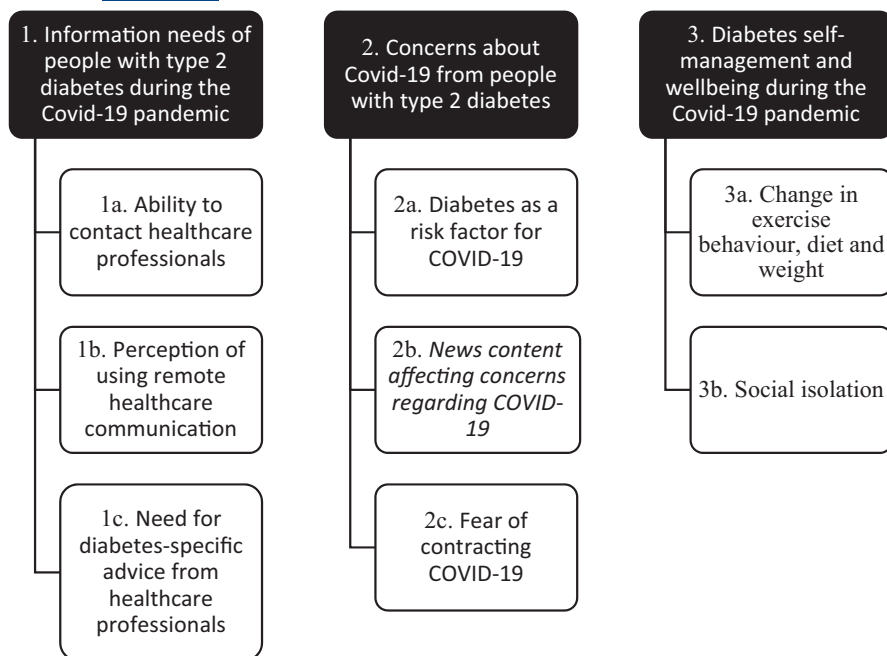 1. Information needs of
people with type 2
diabetes during the
Covid-19 pandemic
1a. Ability to
contact healthcare
professionals
1b. Perception of
using remote
healthcare
communication
1c. Need for
diabetes-specific
advice from
healthcare
professionals
2. Concerns about
Covid-19 from people
with type 2 diabetes
2a. Diabetes as a
risk factor for
COVID-19
2b. News content
affecting concerns
regarding COVID-
19
2c. Fear of
contracting
COVID-19
3. Diabetes self-
management and
wellbeing during the
Covid-19 pandemic
3a. Change in
exercise
behaviour, diet and
weight
3b. Social isolation